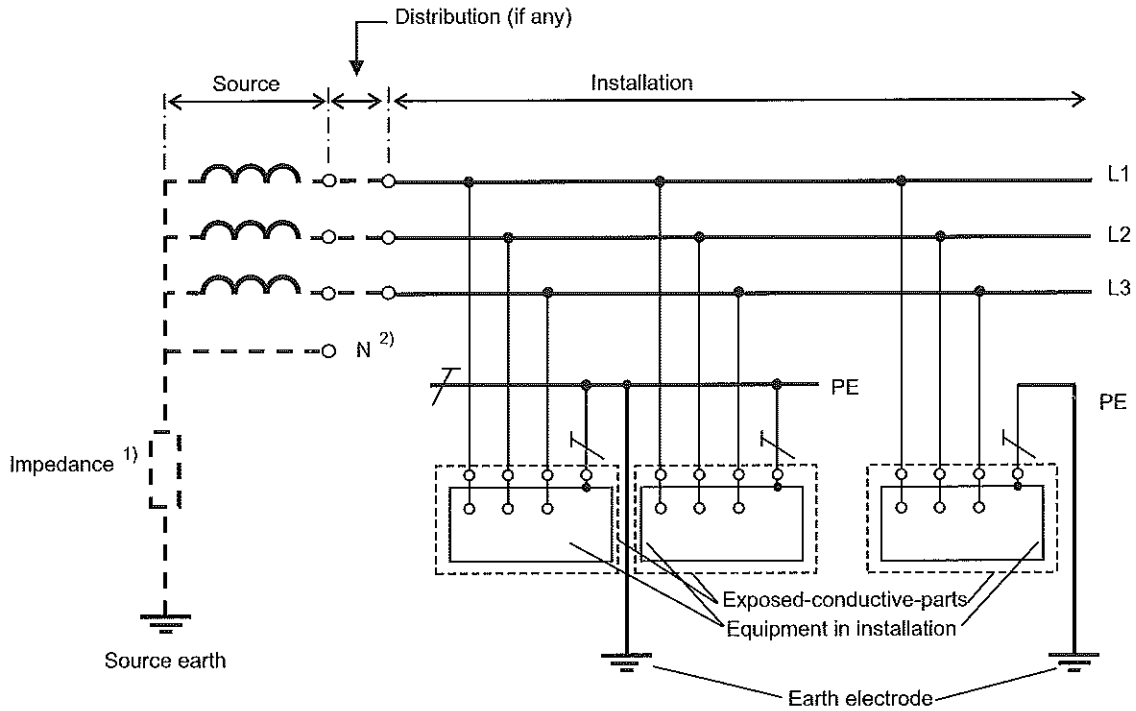 Distribution (if any)
Source
Installation
L1
L2
L3
N 2)
PE
PE
Impedance 1)
Exposed-conductive-parts
Equipment in installation
Source earth
Earth electrode